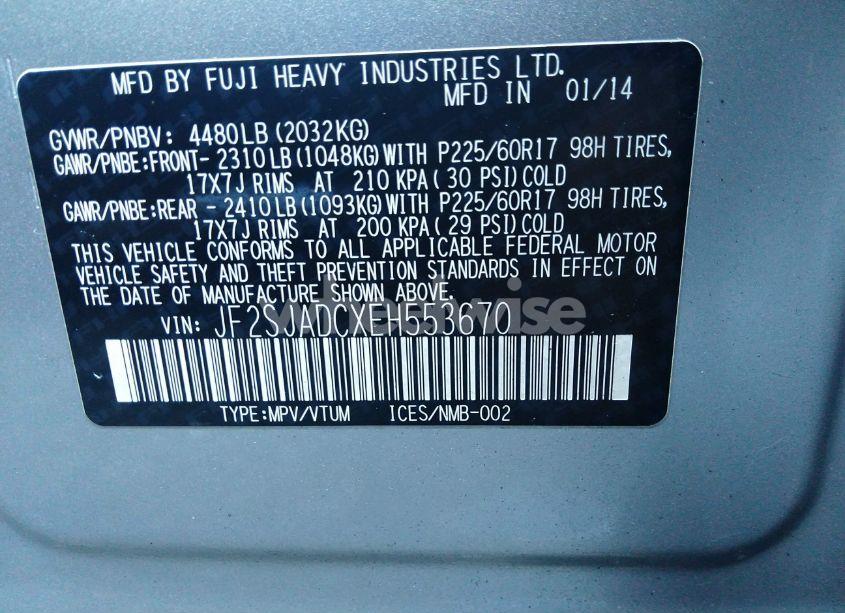 MFD BY FUJI HEAVY INDUSTRIES LTD.
MFD IN 01/14
GVWR/PNBV: 4480LB(2032KG)
GAWR/PNBE:FRONT- 2310LB(1048KG)WITH P225/60R17 98H TIRES,
17X7J RIMS AT 210 KPA( 30 PSI)COLD
GAWR/PNBE:REAR - 2410LB(1093KG)WITH P225/60R17 98H TIRES,
17X7J RIMS AT 200 KPA( 29 PSI)COLD
THIS VEHICLE CONFORMS TO ALL APPLICABLE FEDERAL MOTOR
VEHICLE SAFETY AND THEFT PREVENTION STANDARDS IN EFFECT ON
THE DATE OF MANUFACTURE SHOWN ABOVE.
VIN: JF2SJADCXEH553670
TYPE:MPV/VTUM ICES/NMB-002